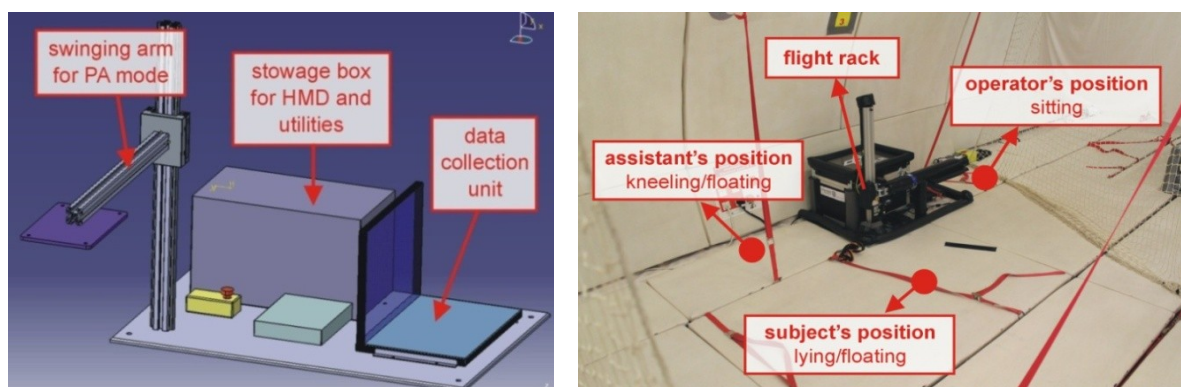 swinging arm
for PA mode
stowage box
for HMD and
utilities
data
collection
unit
3
flight rack
operator's position
sitting
assistant's position
kneeling/floating
subject's position
lying/floating